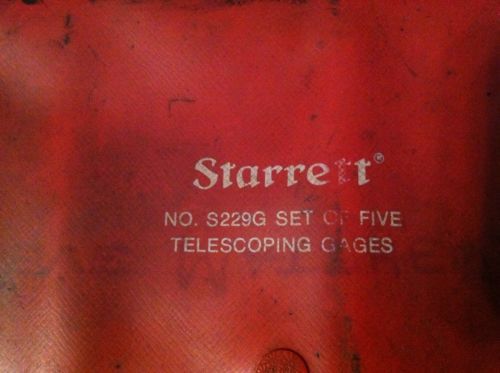 Starrett®
NO. S229G SET OF FIVE
TELESCOPING GAGES